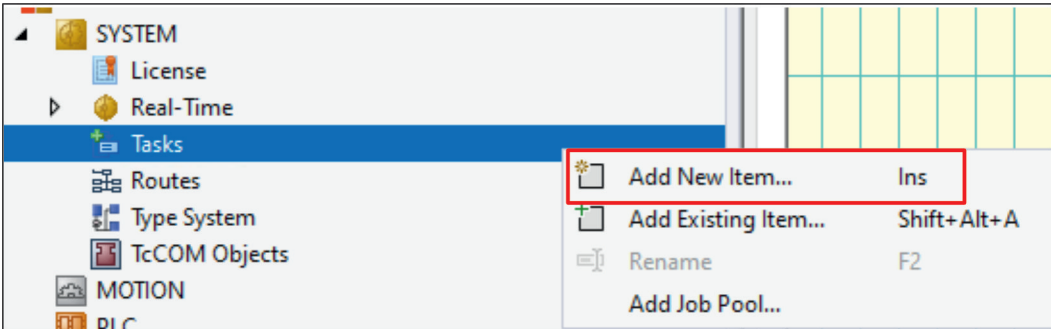 SYSTEM
License
Real-Time
Tasks
Routes
Type System
TcCOM Objects
MOTION
PLC
Add New Item... Ins
Add Existing Item... Shift+Alt+A
Rename F2
Add Job Pool...